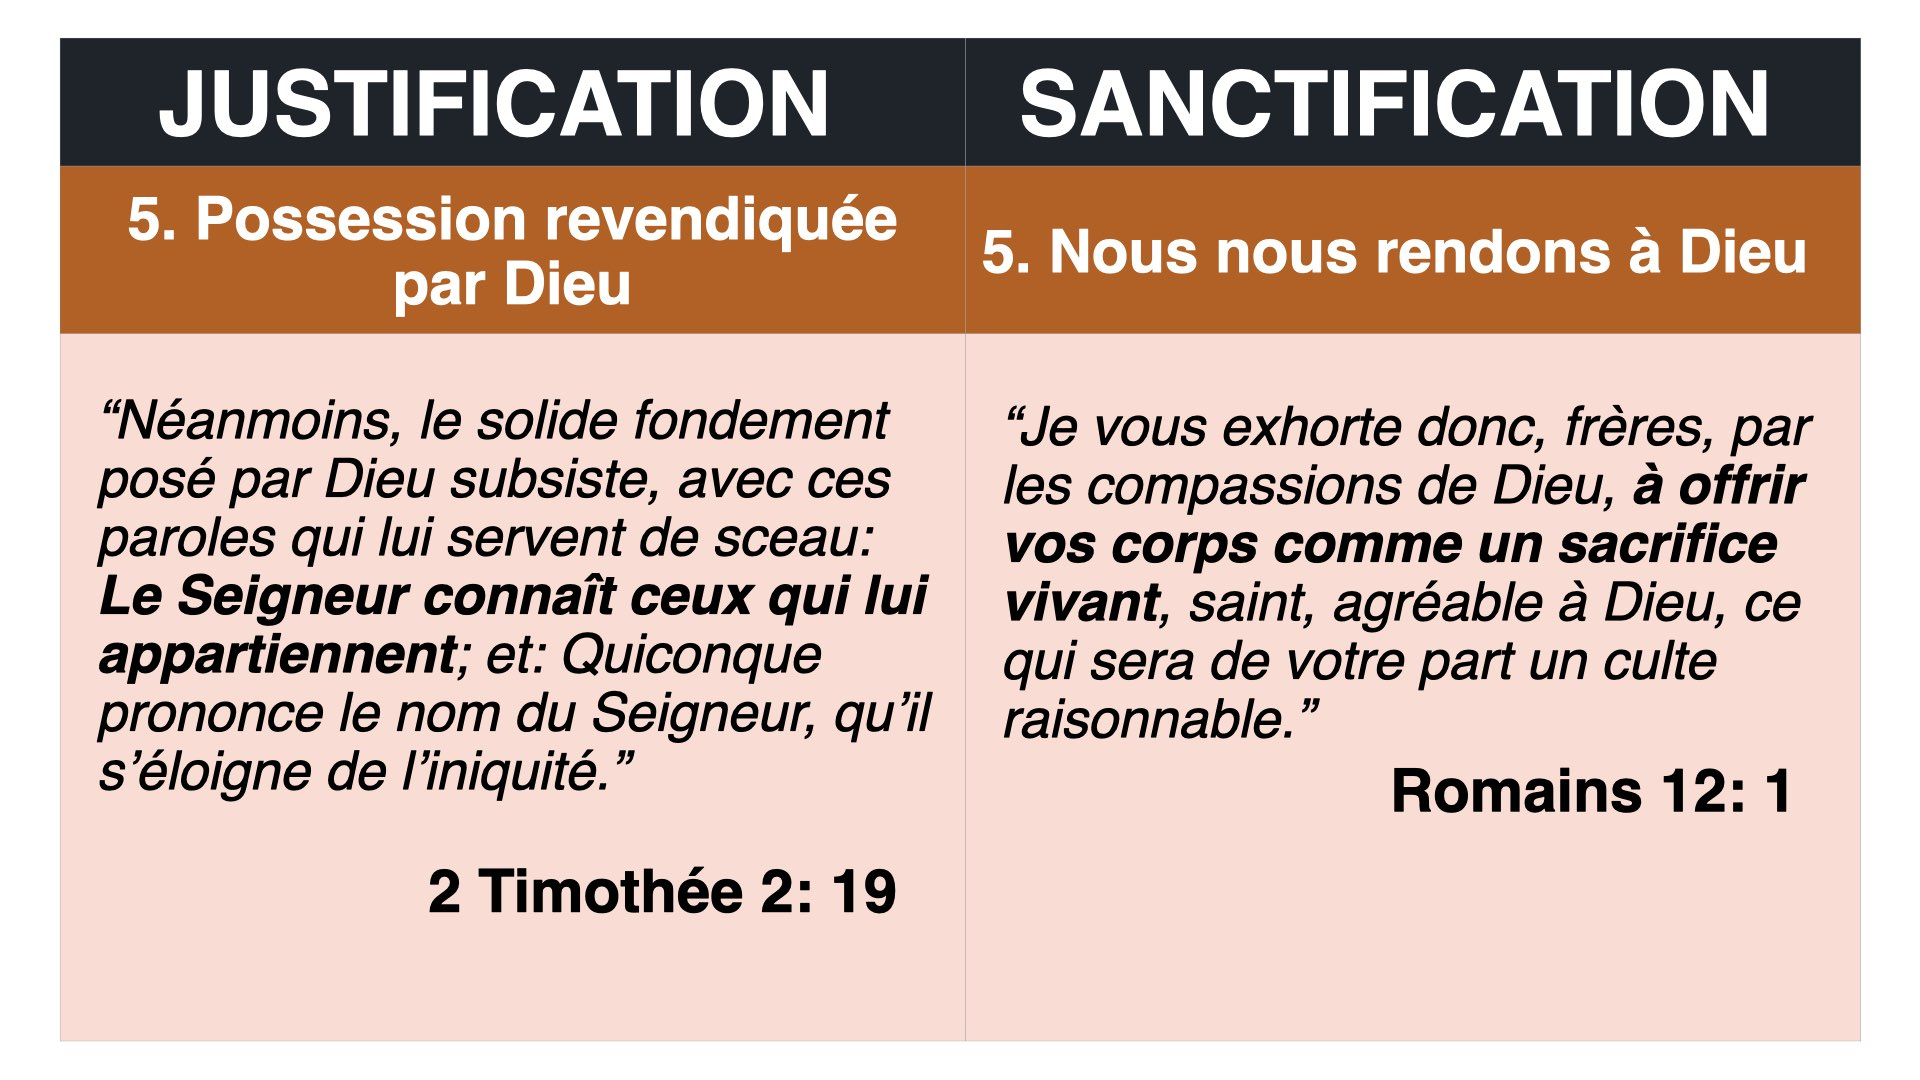 JUSTIFICATION
SANCTIFICATION
5. Possession revendiquée
par Dieu
5. Nous nous rendons à Dieu
“Néanmoins, le solide fondement
posé par Dieu subsiste, avec ces
paroles qui lui servent de sceau:
Le Seigneur connaît ceux qui lui
appartiennent; et: Quiconque
prononce le nom du Seigneur, qu’il
s’éloigne de l’iniquité.”
2 Timothée 2: 19
“Je vous exhorte donc, frères, par
les compassions de Dieu, à offrir
vos corps comme un sacrifice
vivant, saint, agréable à Dieu, ce
qui sera de votre part un culte
raisonnable.”
Romains 12: 1